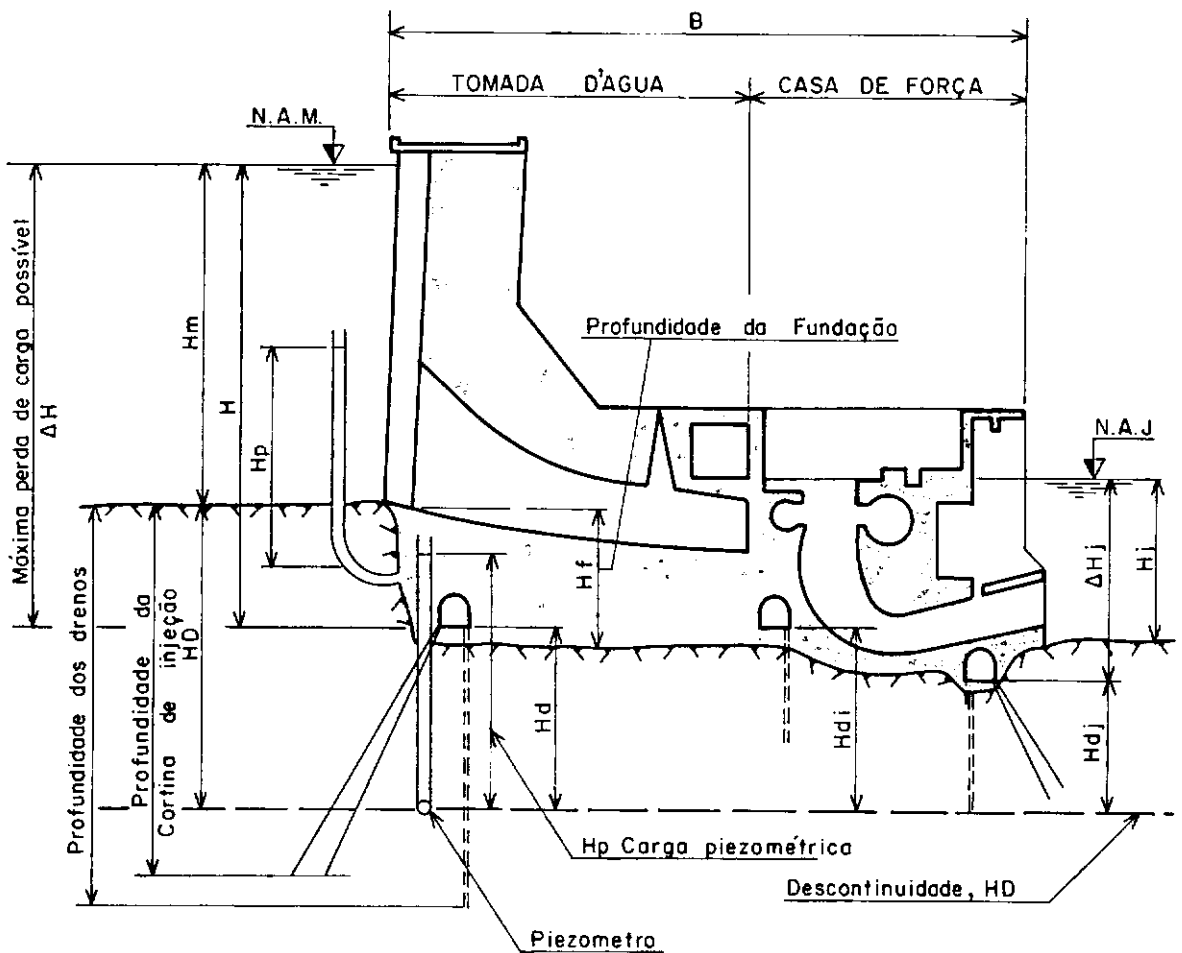 B
TOMADA D'AGUA
CASA DE FORÇA
N.A.M.
Máxima perda de carga possível
ΔH
Hm
H
Hp
Profundidade da Fundação
N.A.J
ΔHj
Hj
Hf
Profundidade dos drenos
Profundidade da
Cortina de injeção
HD
Hd
Hdi
Hdj
Hp Carga piezométrica
Descontinuidade, HD
Piezometro